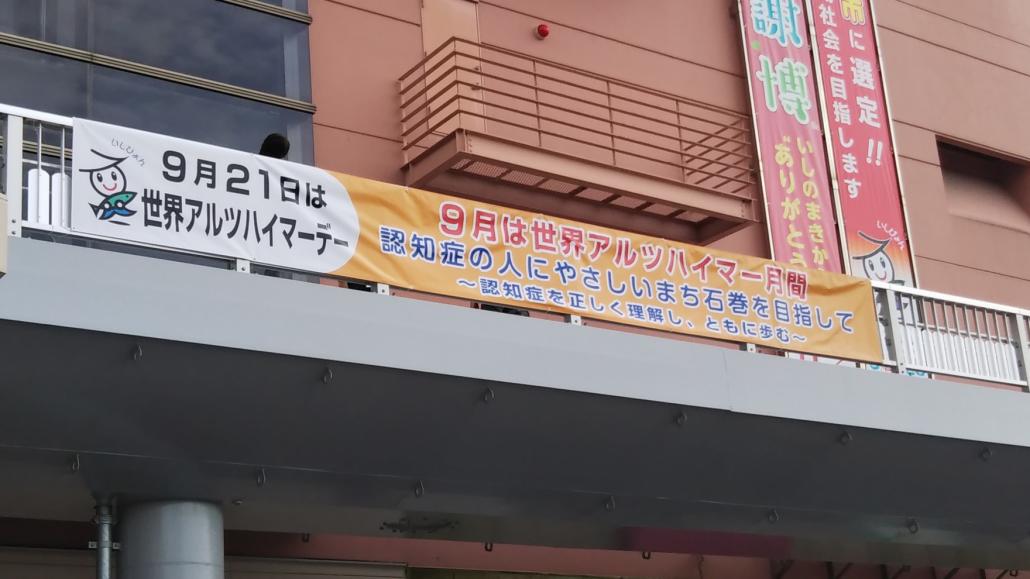 いしぴょん
9月21日は
世界アルツハイマーデー
9月は世界アルツハイマー月間
認知症の人にやさしいまち石巻を目指して
～認知症を正しく理解し、ともに歩む～
市に選定!!
社会を目指します
謝・博
いしのまきか
ありがとう
いしぴょん